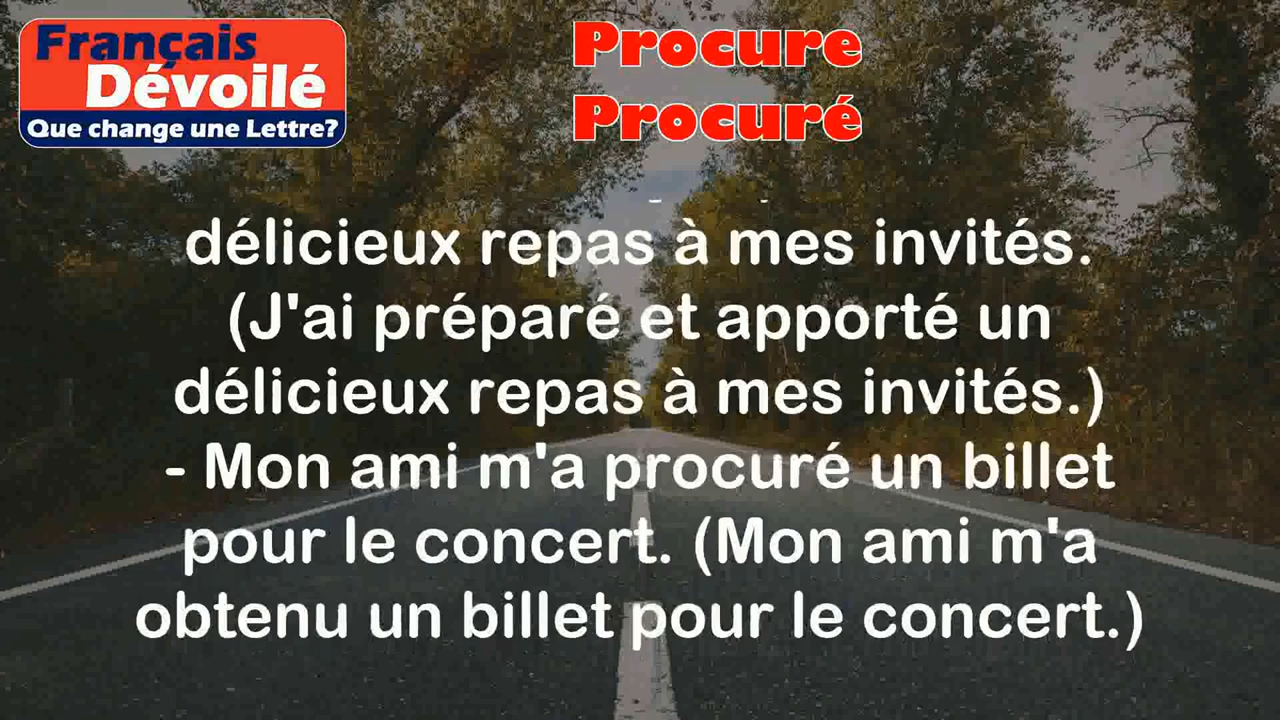 Français
Dévoilé
Que change une Lettre?
Procure
Procuré
délicieux repas à mes invités.
(J'ai préparé et apporté un
délicieux repas à mes invités.)
- Mon ami m'a procuré un billet
pour le concert. (Mon ami m'a
obtenu un billet pour le concert.)